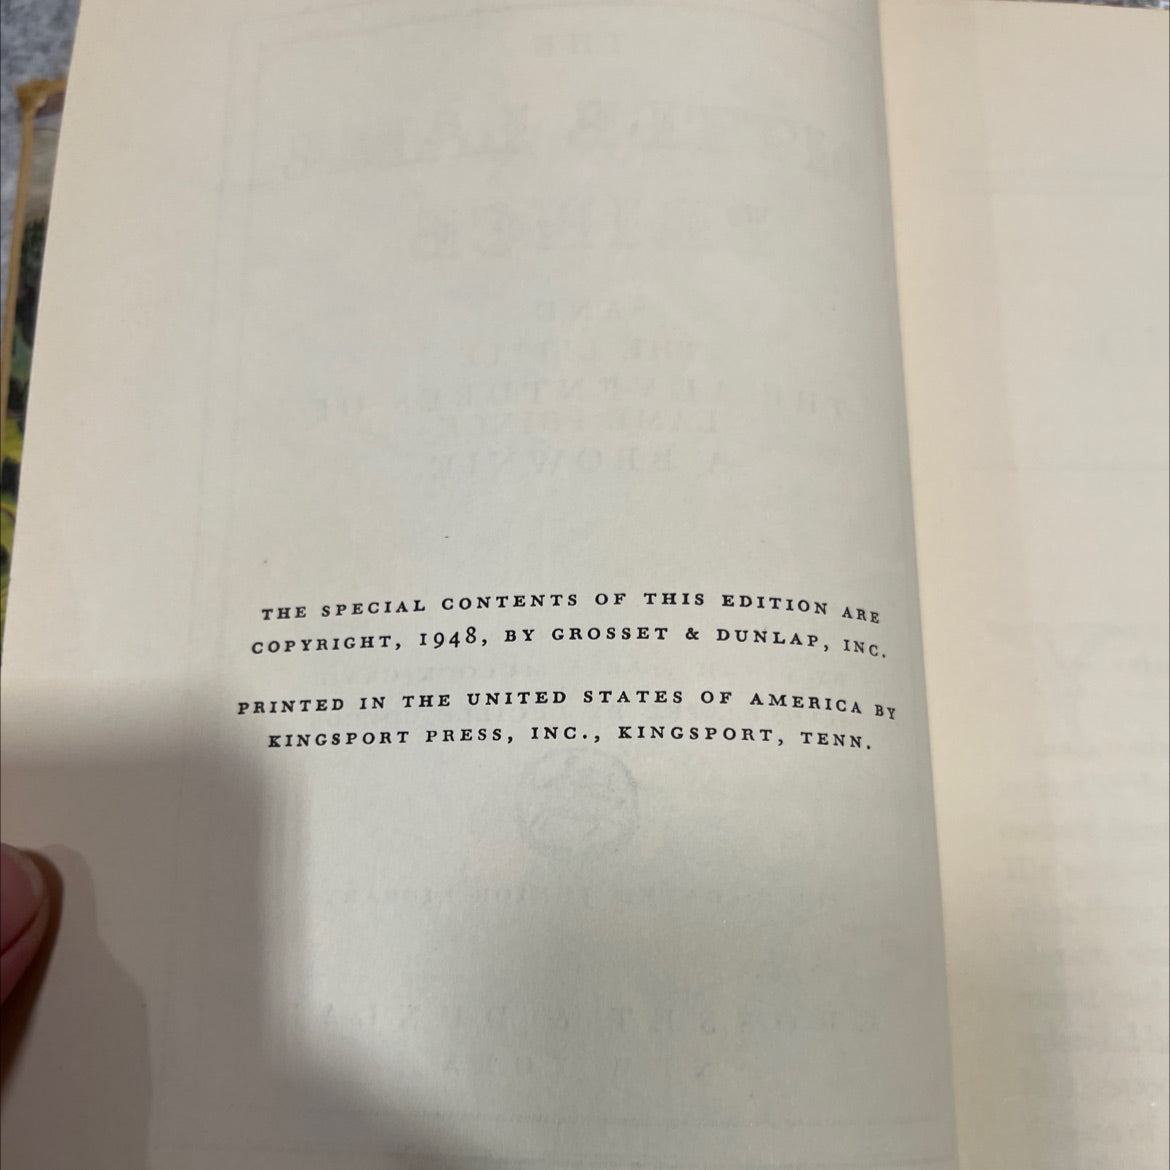 THE SPECIAL CONTENTS OF THIS EDITION ARE
COPYRIGHT, 1948, BY GROSSET & DUNLAP, INC.
PRINTED IN THE UNITED STATES OF AMERICA BY
KINGSPORT PRESS, INC., KINGSPORT, TENN.